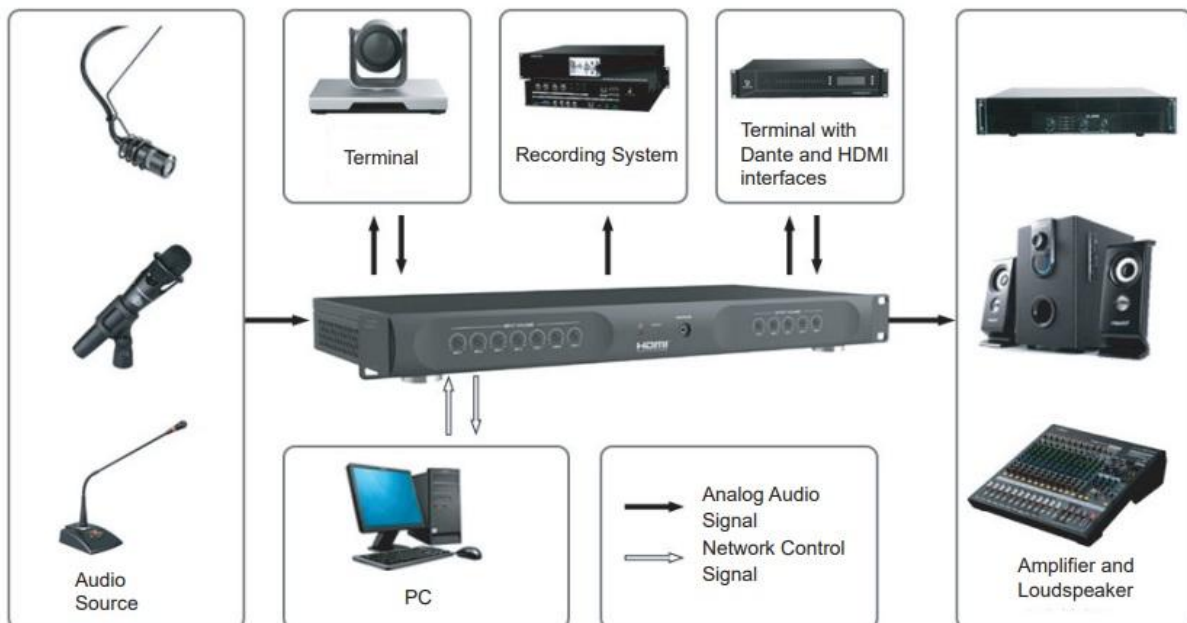 Terminal
Recording System
Terminal with
Dante and HDMI
interfaces
HDMI
Audio
Source
PC
Analog Audio
Signal
Network Control
Signal
Amplifier and
Loudspeaker